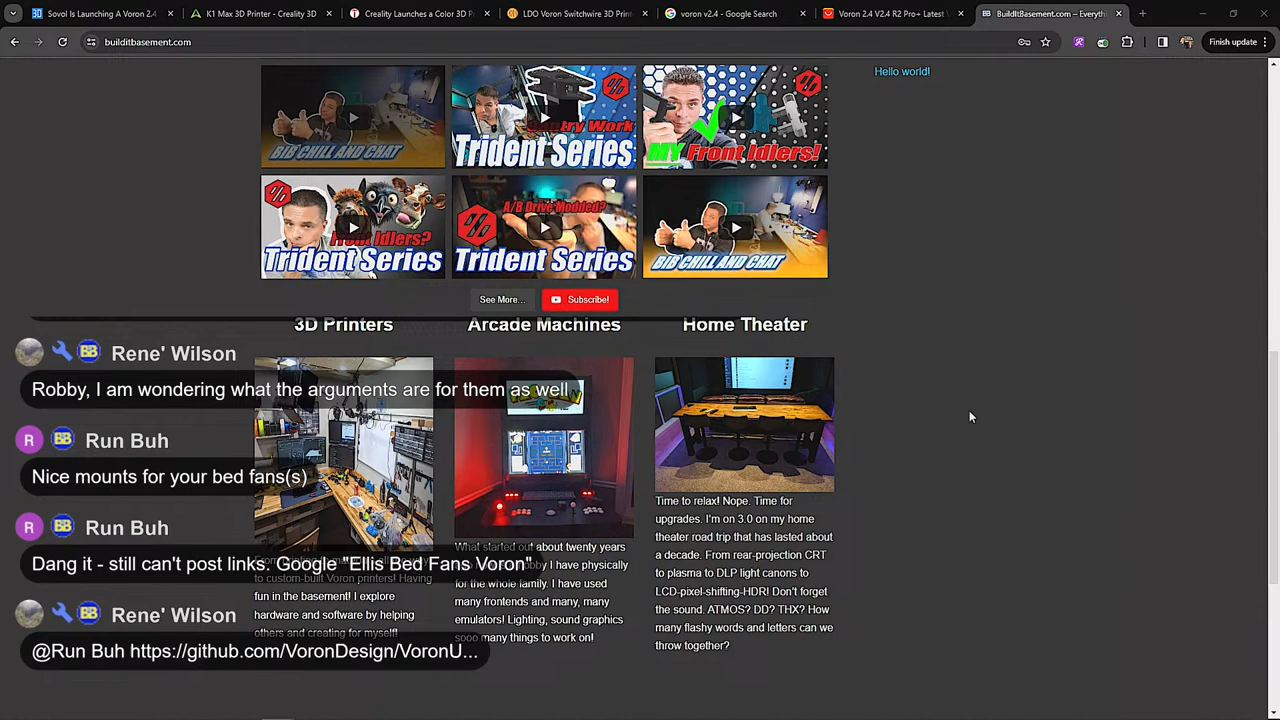 Sovol Is Launching A Voron 2.4
K1 Max 3D Printer - Creality 3D
Creality Launches a Color 3D P
LDO Voron Switchwire 3D Print
voron v2.4 - Google Search
Voron 2.4 V2.4 R2 Pro+ Latest
BuildItBasement.com – Everythi
builditbasement.com
Finish update
Hello world!
BIB CHILL AND CHAT
Gantry Work
Trident Series
MY Front Idlers!
Front Idlers?
Trident Series
A/B Drive Modded?
Trident Series
BIB CHILL AND CHAT
See More...
Subscribe!
3D Printers
Arcade Machines
Home Theater
Rene' Wilson
Robby, I am wondering what the arguments are for them as well
Run Buh
Nice mounts for your bed fans(s)
Run Buh
Dang it - still can't post links. Google "Ellis Bed Fans Voron"
Rene' Wilson
@Run Buh https://github.com/VoronDesign/VoronU...
to custom-built Voron printers! Having
fun in the basement! I explore
hardware and software by helping
others and creating for myself!
What started out about twenty years
I have physically
for the whole family. I have used
many frontends and many, many
emulators! Lighting, sound graphics
sooo many things to work on!
Time to relax! Nope. Time for
upgrades. I'm on 3.0 on my home
theater road trip that has lasted about
a decade. From rear-projection CRT
to plasma to DLP light canons to
LCD-pixel-shifting-HDR! Don't forget
the sound. ATMOS? DD? THX? How
many flashy words and letters can we
throw together?